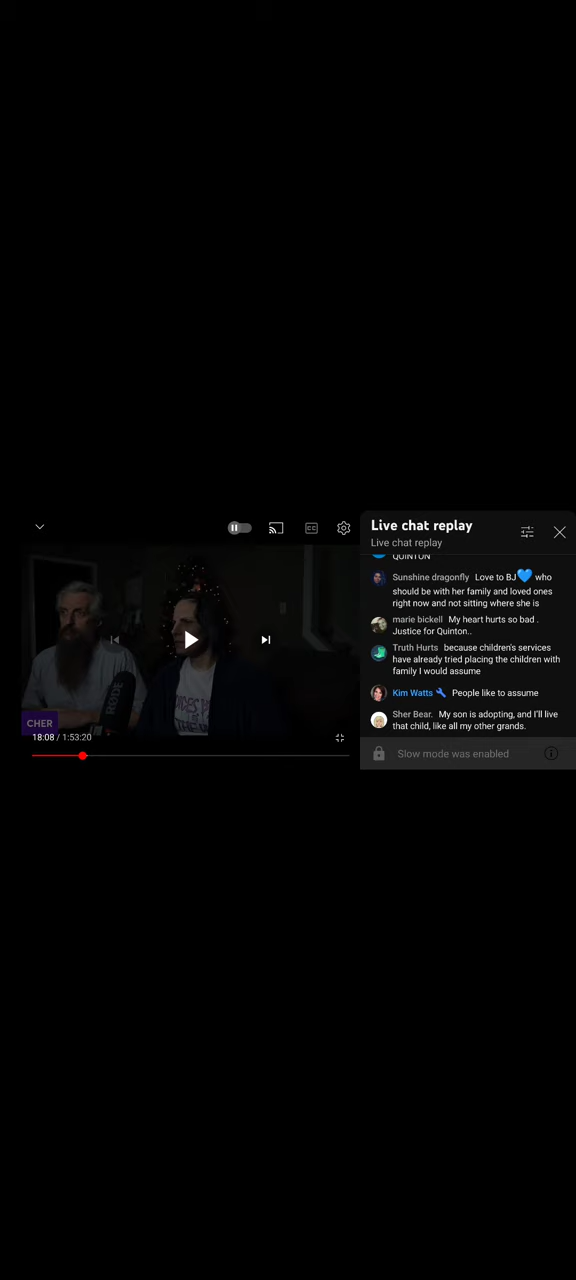 Live chat replay
Live chat replay
QUINTON
Sunshine dragonfly Love to BJ💙 who
should be with her family and loved ones
right now and not sitting where she is
marie bickell My heart hurts so bad .
Justice for Quinton..
Truth Hurts because children's services
have already tried placing the children with
family I would assume
Kim Watts People like to assume
Sher Bear. My son is adopting, and I'll live
that child, like all my other grands.
Slow mode was enabled
CC
RØDE
CHER
18:08 / 1:53:20